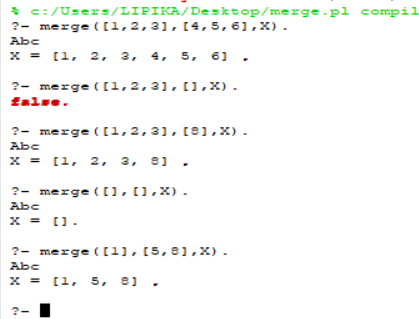 % c:/Users/LIPIKA/Desktop/merge.pl compil
?- merge([1,2,3],[4,5,6],X).
Abc
X = [1, 2, 3, 4, 5, 6] .
?- merge([1,2,3],[],X).
false.
?- merge([1,2,3],[8],X).
Abc
X = [1, 2, 3, 8] .
?- merge([],[],X).
Abc
X = [].
?- merge([1],[5,8],X).
Abc
X = [1, 5, 8] .
?-